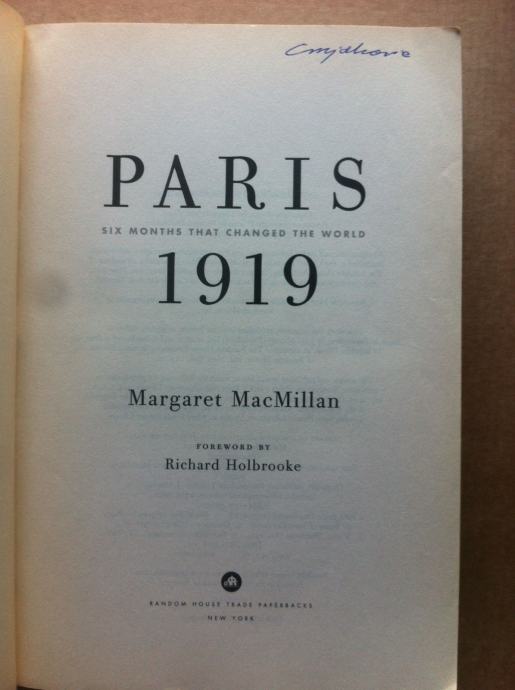 PARIS
SIX MONTHS THAT CHANGED THE WORLD
1919
Margaret MacMillan
FOREWORD BY
Richard Holbrooke
RANDOM HOUSE TRADE PAPERBACKS
NEW YORK